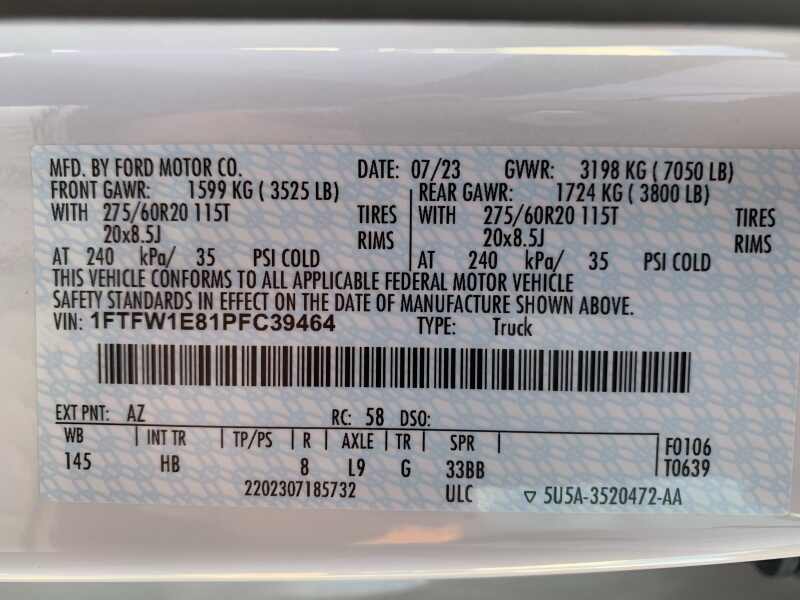 MFD. BY FORD MOTOR CO. DATE: 07/23 GVWR: 3198 KG ( 7050 LB)
FRONT GAWR: 1599 KG ( 3525 LB) REAR GAWR: 1724 KG ( 3800 LB)
WITH 275/60R20 115T TIRES WITH 275/60R20 115T TIRES
20x8.5J RIMS 20x8.5J RIMS
AT 240 kPa/ 35 PSI COLD AT 240 kPa/ 35 PSI COLD
THIS VEHICLE CONFORMS TO ALL APPLICABLE FEDERAL MOTOR VEHICLE
SAFETY STANDARDS IN EFFECT ON THE DATE OF MANUFACTURE SHOWN ABOVE.
VIN: 1FTFW1E81PFC39464 TYPE: Truck
EXT PNT: AZ RC: 58 DSO:
WB INT TR TP/PS R AXLE TR SPR F0106
145 HB 8 L9 G 33BB T0639
2202307185732 ULC ▽ 5U5A-3520472-AA